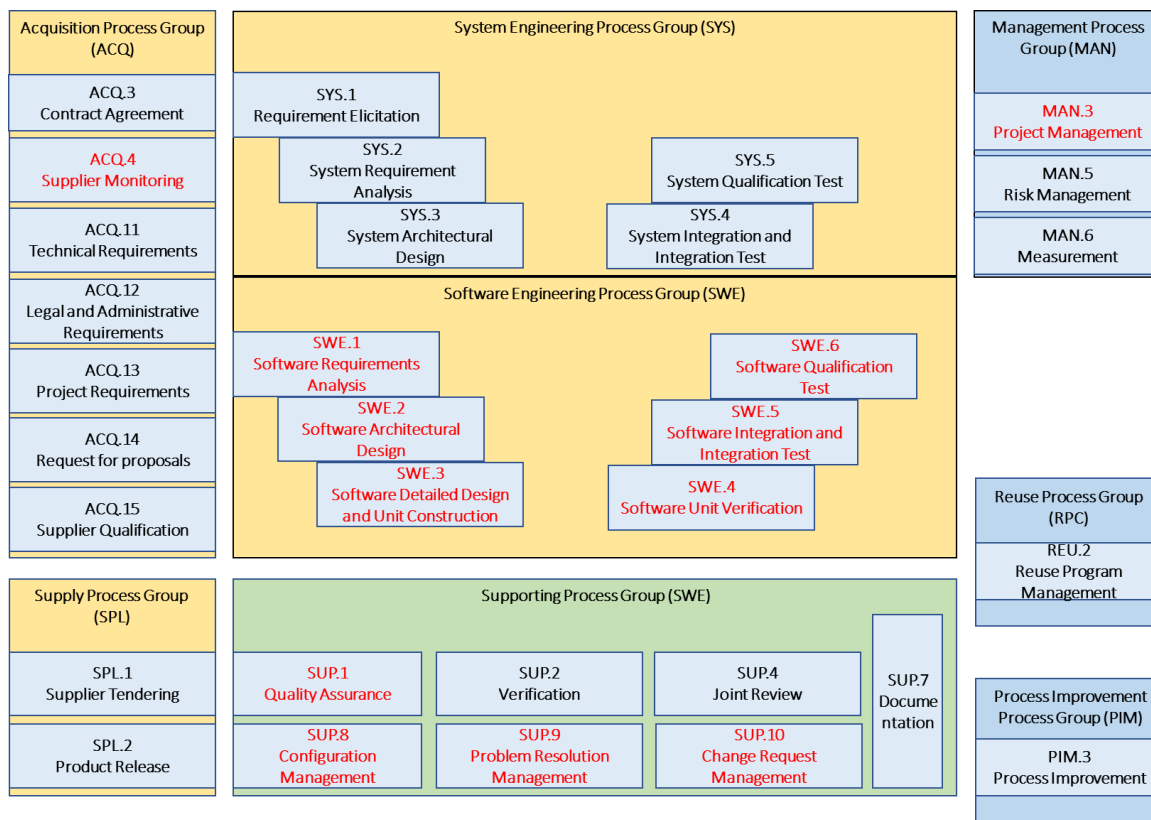 Acquisition Process Group
(ACQ)
ACQ.3
Contract Agreement
ACQ.4
Supplier Monitoring
ACQ.11
Technical Requirements
ACQ.12
Legal and Administrative
Requirements
ACQ.13
Project Requirements
ACQ.14
Request for proposals
ACQ.15
Supplier Qualification
System Engineering Process Group (SYS)
SYS.1
Requirement Elicitation
SYS.2
System Requirement
Analysis
SYS.3
System Architectural
Design
SYS.5
System Qualification Test
SYS.4
System Integration and
Integration Test
Software Engineering Process Group (SWE)
SWE.1
Software Requirements
Analysis
SWE.2
Software Architectural
Design
SWE.3
Software Detailed Design
and Unit Construction
SWE.6
Software Qualification
Test
SWE.5
Software Integration and
Integration Test
SWE.4
Software Unit Verification
Management Process
Group (MAN)
MAN.3
Project Management
MAN.5
Risk Management
MAN.6
Measurement
Reuse Process Group
(RPC)
REU.2
Reuse Program
Management
Supply Process Group
(SPL)
SPL.1
Supplier Tendering
SPL.2
Product Release
Supporting Process Group (SWE)
SUP.1
Quality Assurance
SUP.2
Verification
SUP.4
Joint Review
SUP.7
Docume
ntation
SUP.8
Configuration
Management
SUP.9
Problem Resolution
Management
SUP.10
Change Request
Management
Process Improvement
Process Group (PIM)
PIM.3
Process Improvement